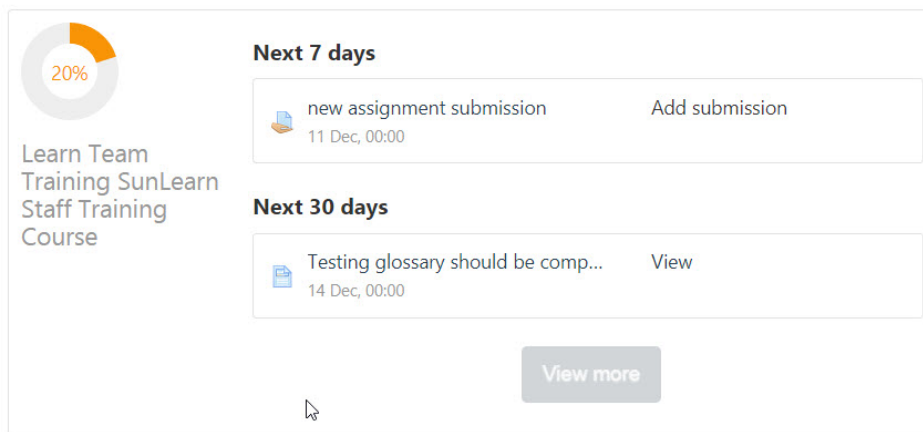 20%
Learn Team
Training SunLearn
Staff Training
Course
Next 7 days
new assignment submission
Add submission
11 Dec, 00:00
Next 30 days
Testing glossary should be comp...
View
14 Dec, 00:00
View more